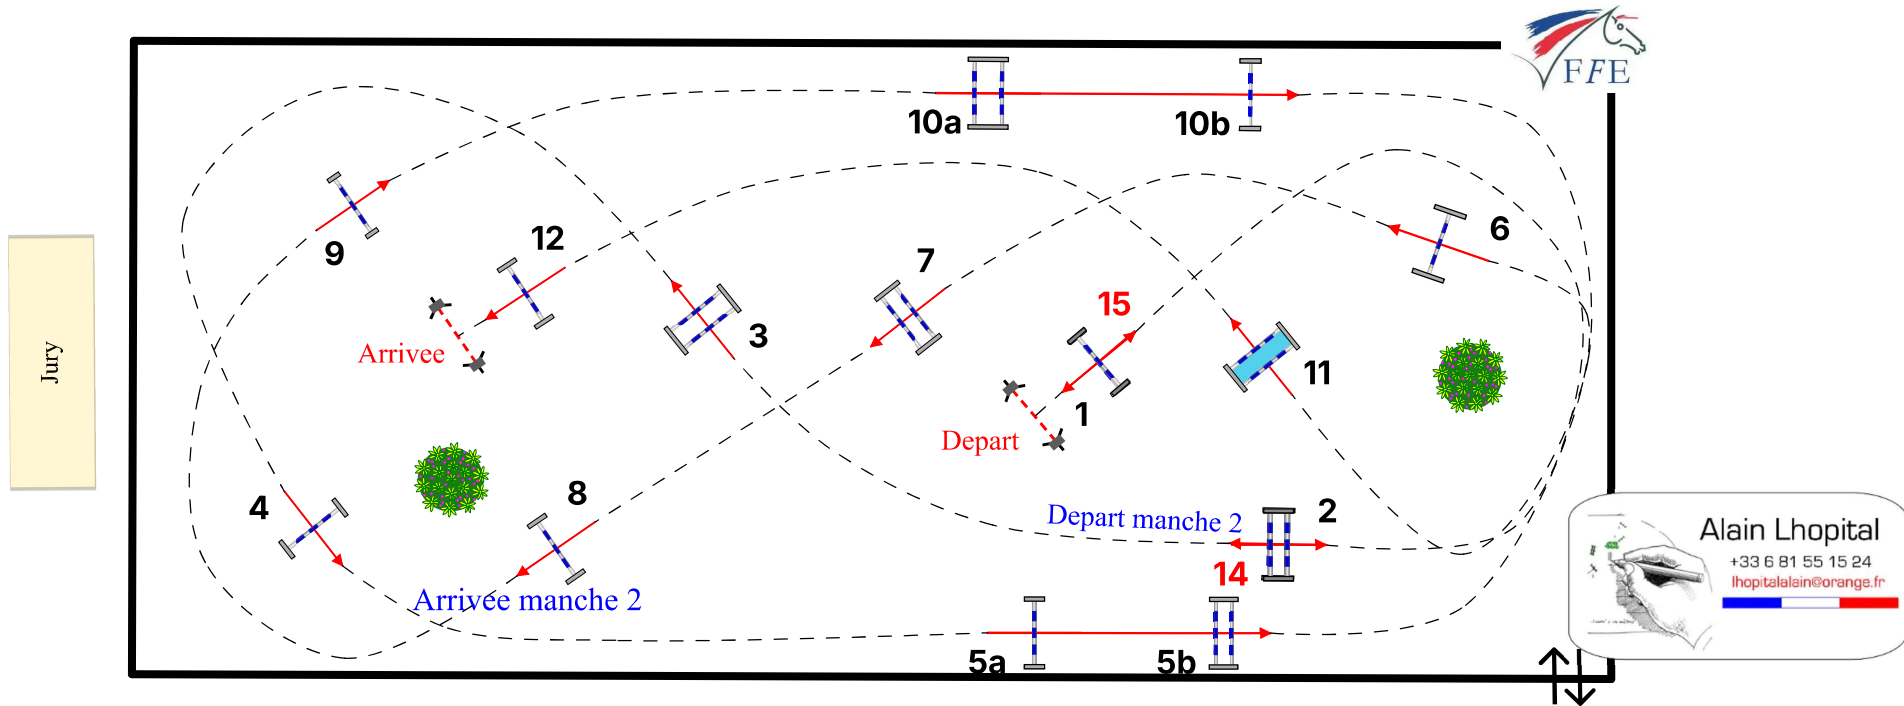 FFE
10a
10b
9
12
7
6
15
3
Jury
Arrivee
1
11
Depart
4
8
Depart manche 2
2
14
Arrivee manche 2
5a
5b
Alain Lhopital
+33 6 81 55 15 24
lhopitalalain@orange.fr